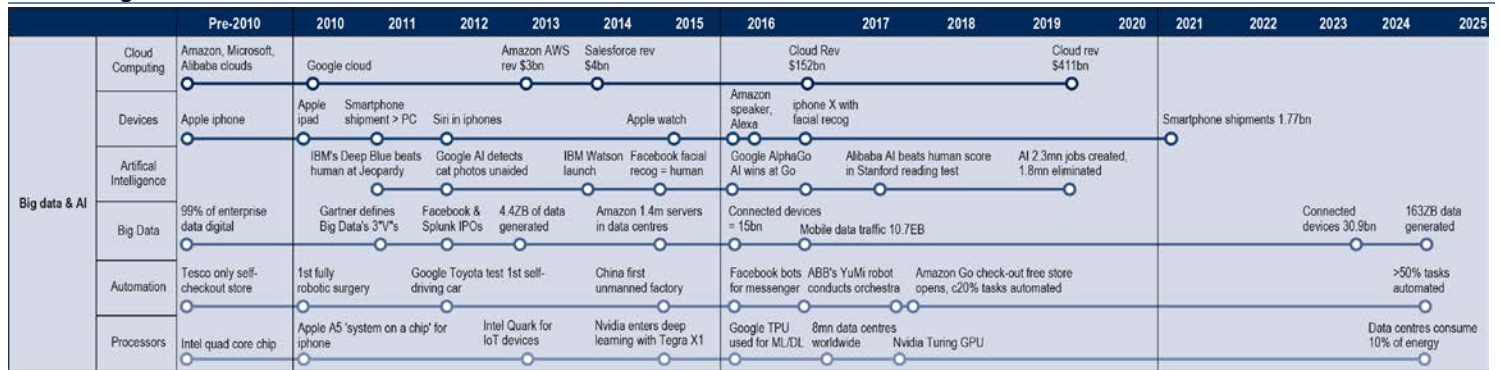 Pre-2010 2010 2011 2012 2013 2014 2015 2016 2017 2018 2019 2020 2021 2022 2023 2024 2025
Big data & AI
Cloud
Computing
Amazon, Microsoft,
Alibaba clouds
Google cloud
Amazon AWS
rev $3bn
Salesforce rev
$4bn
Cloud Rev
$152bn
Cloud rev
$411bn
Devices
Apple iphone
Apple
ipad
Smartphone
shipment > PC
Siri in iphones
Apple watch
Amazon
speaker,
Alexa
iphone X with
facial recog
Smartphone shipments 1.77bn
Artifical
Intelligence
IBM's Deep Blue beats
human at Jeopardy
Google AI detects
cat photos unaided
IBM Watson
launch
Facebook facial
recog = human
Google AlphaGo
AI wins at Go
Alibaba AI beats human score
in Stanford reading test
AI 2.3mn jobs created,
1.8mn eliminated
Big Data
99% of enterprise
data digital
Gartner defines
Big Data's 3"V"s
Facebook &
Splunk IPOs
4.4ZB of data
generated
Amazon 1.4m servers
in data centres
Connected devices
= 15bn
Mobile data traffic 10.7EB
Connected
devices 30.9bn
163ZB data
generated
Automation
Tesco only self-
checkout store
1st fully
robotic surgery
Google Toyota test 1st self-
driving car
China first
unmanned factory
Facebook bots
for messenger
ABB's YuMi robot
conducts orchestra
Amazon Go check-out free store
opens, c20% tasks automated
>50% tasks
automated
Processors
Intel quad core chip
Apple A5 'system on a chip' for
iphone
Intel Quark for
IoT devices
Nvidia enters deep
learning with Tegra X1
Google TPU
used for ML/DL
8mn data centres
worldwide
Nvidia Turing GPU
Data centres consume
10% of energy